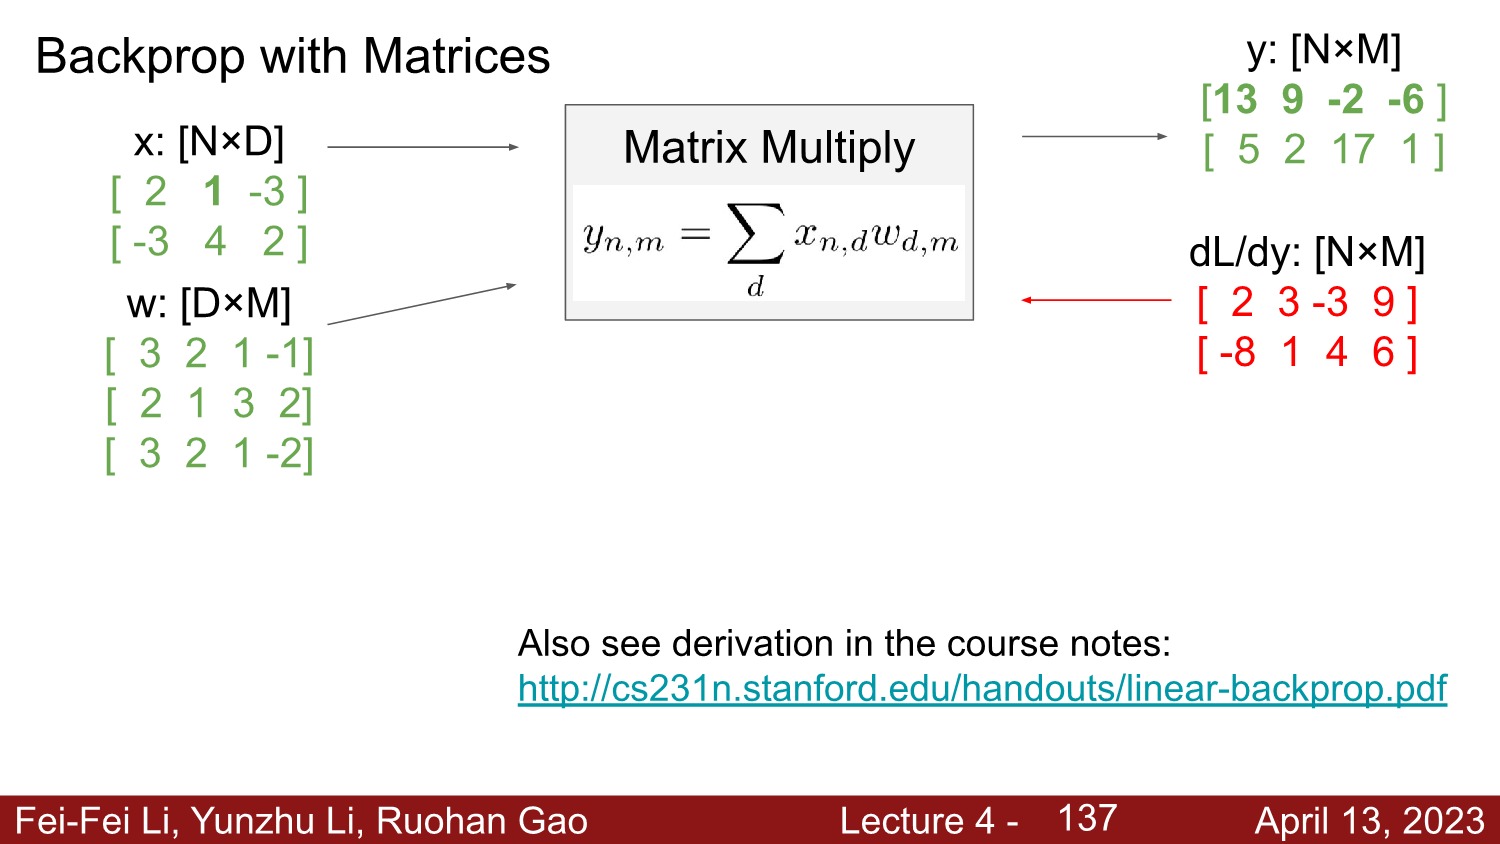 Backprop with Matrices
x: [N×D]
[ 2 1 -3 ]
[ -3 4 2 ]
w: [D×M]
[ 3 2 1 -1]
[ 2 1 3 2]
[ 3 2 1 -2]
Matrix Multiply
y_{n,m} = ∑_d x_{n,d} w_{d,m}
y: [N×M]
[13 9 -2 -6 ]
[ 5 2 17 1 ]
dL/dy: [N×M]
[ 2 3 -3 9 ]
[ -8 1 4 6 ]
Also see derivation in the course notes:
http://cs231n.stanford.edu/handouts/linear-backprop.pdf
Fei-Fei Li, Yunzhu Li, Ruohan Gao Lecture 4 - 137 April 13, 2023